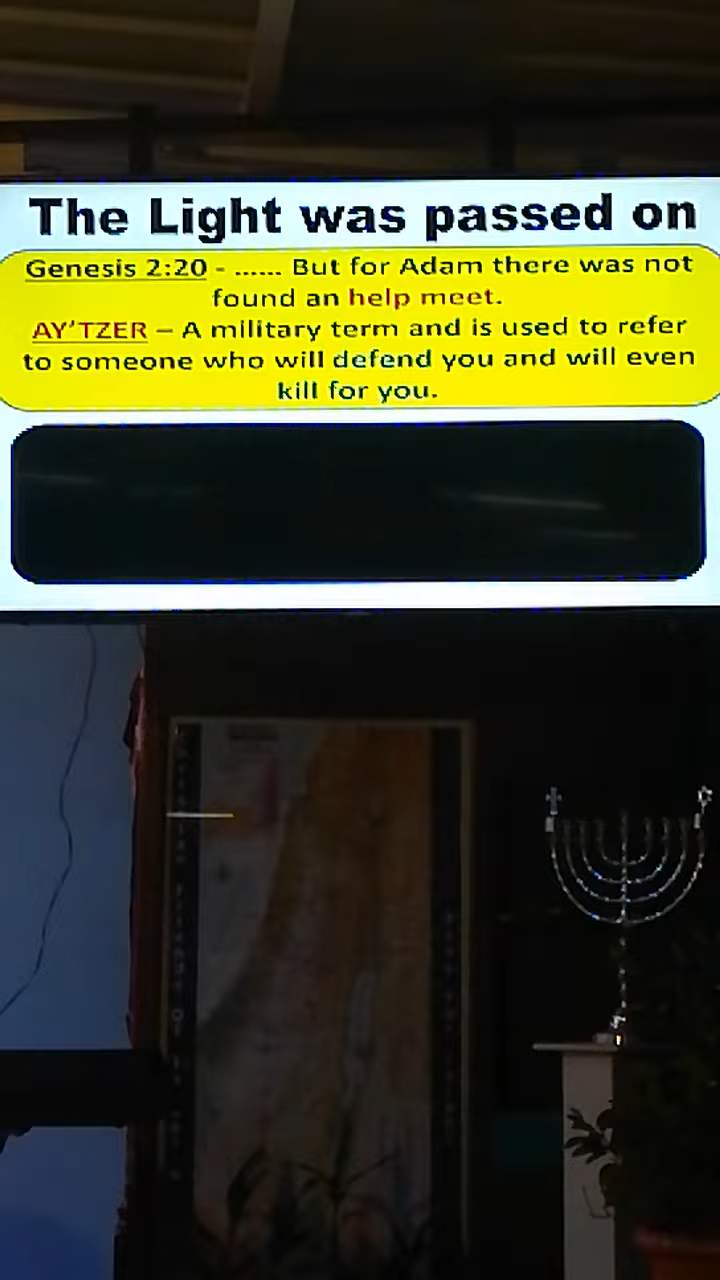 The Light was passed on
Genesis 2:20 - ...... But for Adam there was not
found an help meet.
AY'TZER – A military term and is used to refer
to someone who will defend you and will even
kill for you.